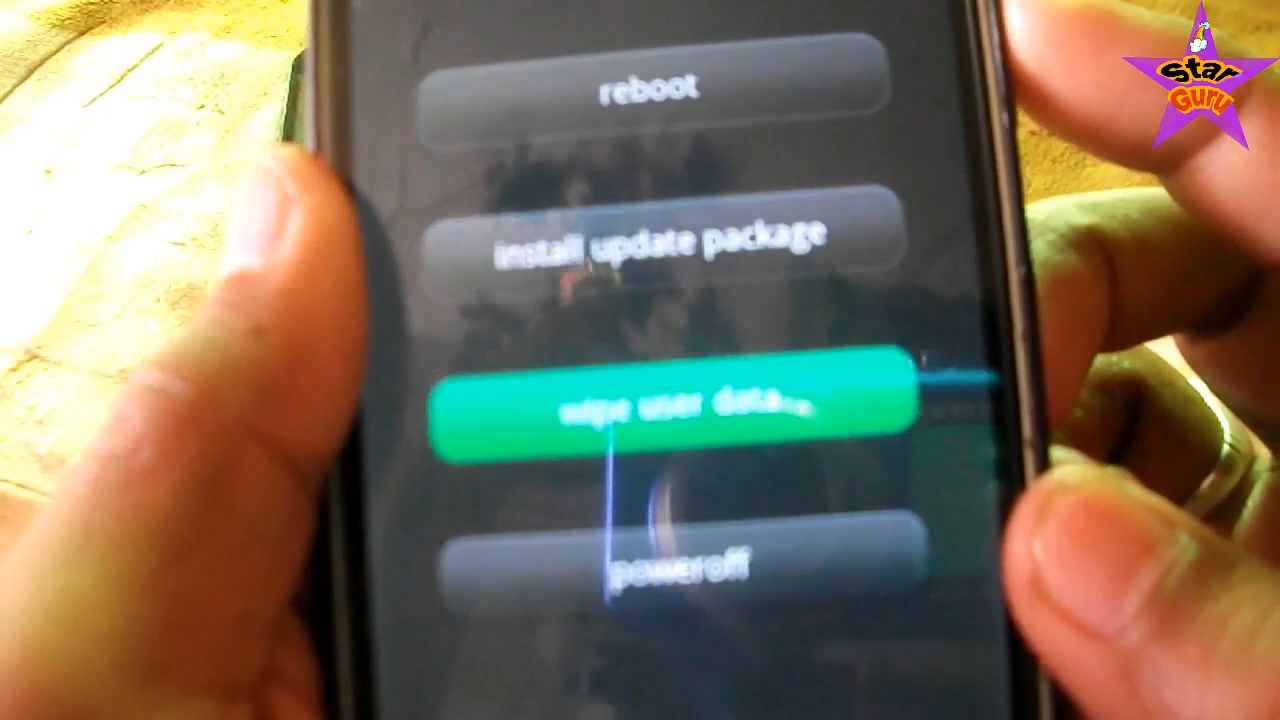 Star
Guru
reboot
install update package
wipe user data
poweroff